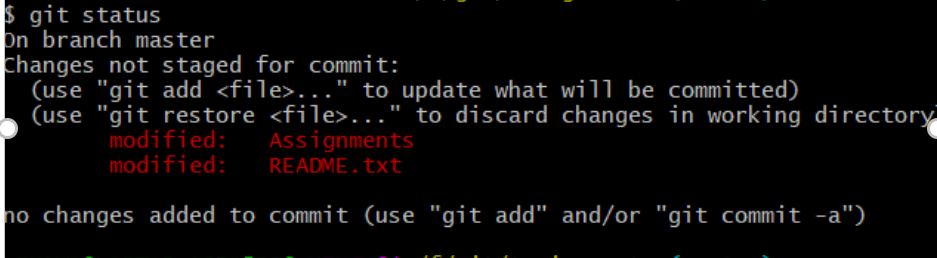 $ git status
On branch master
Changes not staged for commit:
  (use "git add <file>..." to update what will be committed)
  (use "git restore <file>..." to discard changes in working directory)
        modified:   Assignments
        modified:   README.txt

no changes added to commit (use "git add" and/or "git commit -a")